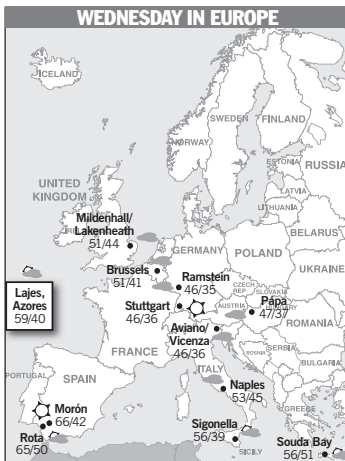 WEDNESDAY IN EUROPE
ICELAND
SWEDEN
FINLAND
NORWAY
ESTONIA
RUSSIA
LATVIA
LITHUANIA
UNITED
KINGDOM
Mildenhall/
Lakenheath
51/44
BELARUS
GERMANY
POLAND
Brussels
51/41
Ramstein
46/35
UKRAINE
CZECH
REP
SLOVAKIA
Lajes,
Azores
59/40
Stuttgart
46/36
AUSTRIA
Pápa
47/37
HUNGARY
ROMANIA
Aviano/
Vicenza
46/36
FRANCE
BOSNIA
SERBIA
BULGARIA
ITALY
PORTUGAL
SPAIN
Naples
53/45
Morón
66/42
GREECE
Rota
65/50
Sigonella
56/39
SICILY
Souda Bay
56/51